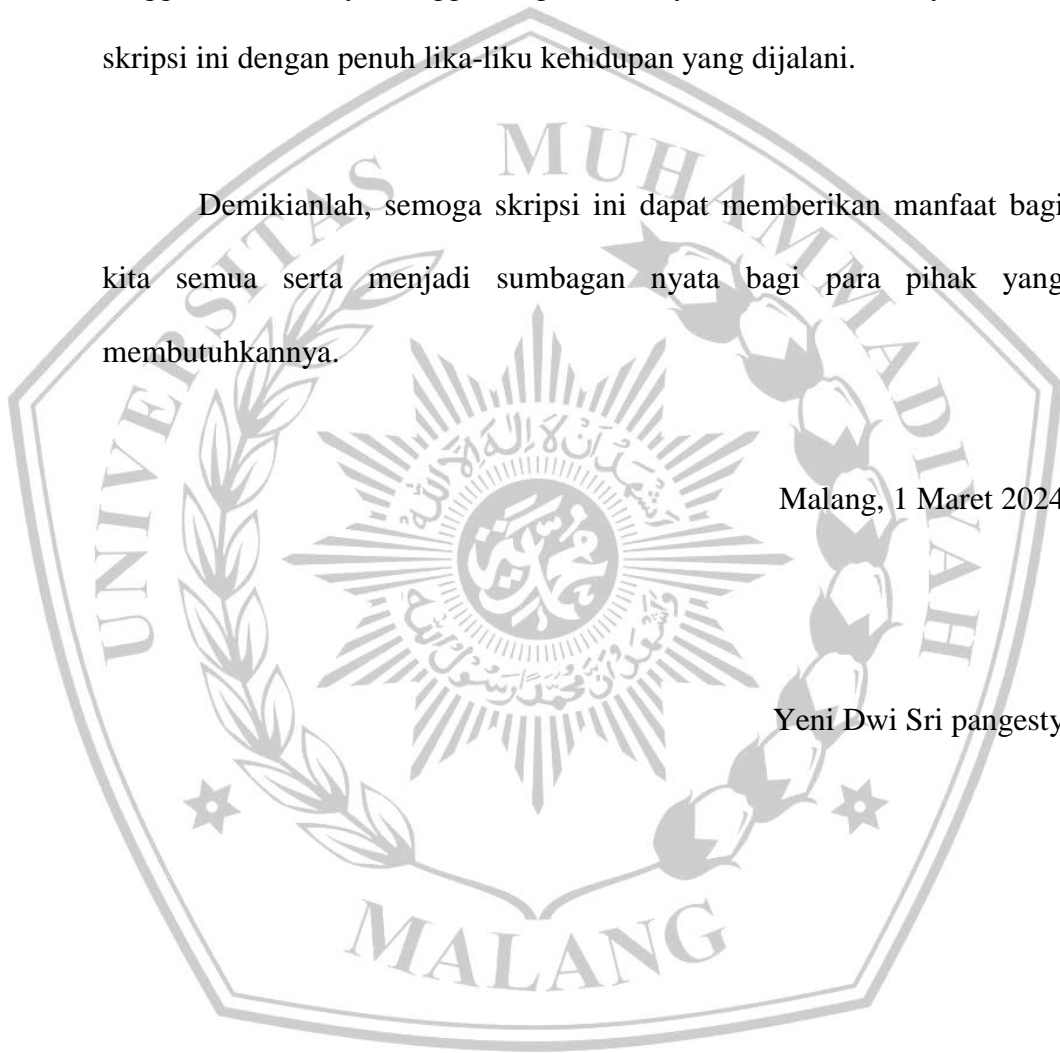 skripsi ini dengan penuh lika-liku kehidupan yang dijalani.
Demikianlah, semoga skripsi ini dapat memberikan manfaat bagi
kita semua serta menjadi sumbagan nyata bagi para pihak yang
membutuhkannya.
Malang, 1 Maret 2024
Yeni Dwi Sri pangesty
UNIVERSITAS MUHAMMADIYAH
MALANG